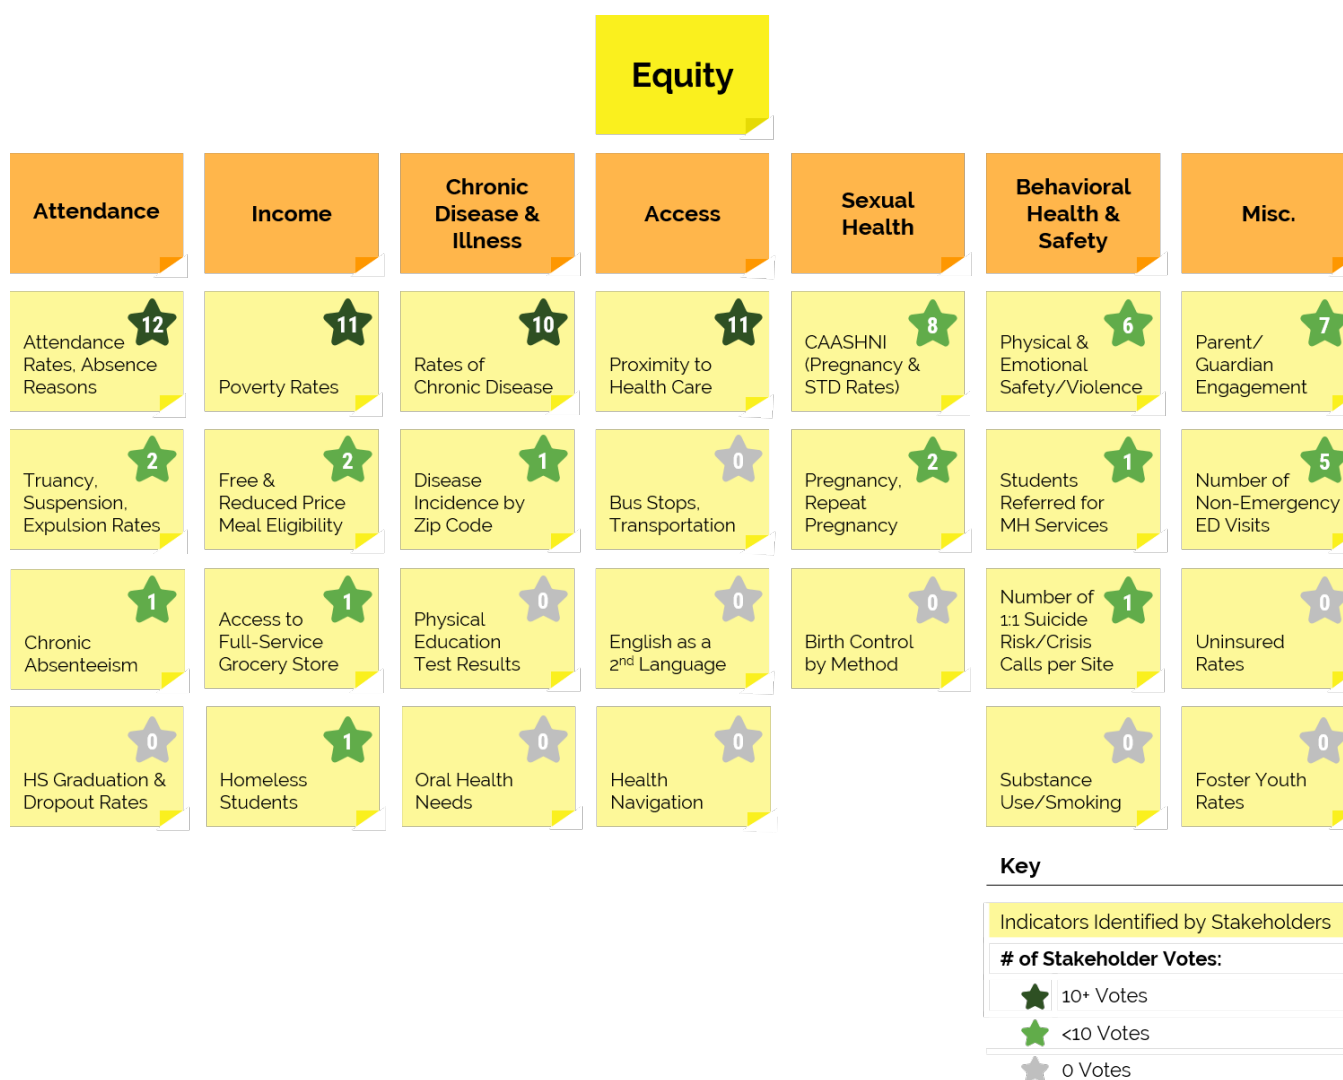 Equity
Attendance
Income
Chronic
Disease &
Illness
Access
Sexual
Health
Behavioral
Health &
Safety
Misc.
12
Attendance
Rates, Absence
Reasons
11
Poverty Rates
10
Rates of
Chronic Disease
11
Proximity to
Health Care
8
CAASHNI
(Pregnancy &
STD Rates)
6
Physical &
Emotional
Safety/Violence
7
Parent/
Guardian
Engagement
2
Truancy,
Suspension,
Expulsion Rates
2
Free &
Reduced Price
Meal Eligibility
1
Disease
Incidence by
Zip Code
0
Bus Stops,
Transportation
2
Pregnancy,
Repeat
Pregnancy
1
Students
Referred for
MH Services
5
Number of
Non-Emergency
ED Visits
1
Chronic
Absenteeism
1
Access to
Full-Service
Grocery Store
0
Physical
Education
Test Results
0
English as a
2nd Language
0
Birth Control
by Method
1
Number of
1:1 Suicide
Risk/Crisis
Calls per Site
0
Uninsured
Rates
0
HS Graduation &
Dropout Rates
1
Homeless
Students
0
Oral Health
Needs
0
Health
Navigation
0
Substance
Use/Smoking
0
Foster Youth
Rates
Key
Indicators Identified by Stakeholders
# of Stakeholder Votes:
10+ Votes
<10 Votes
0 Votes